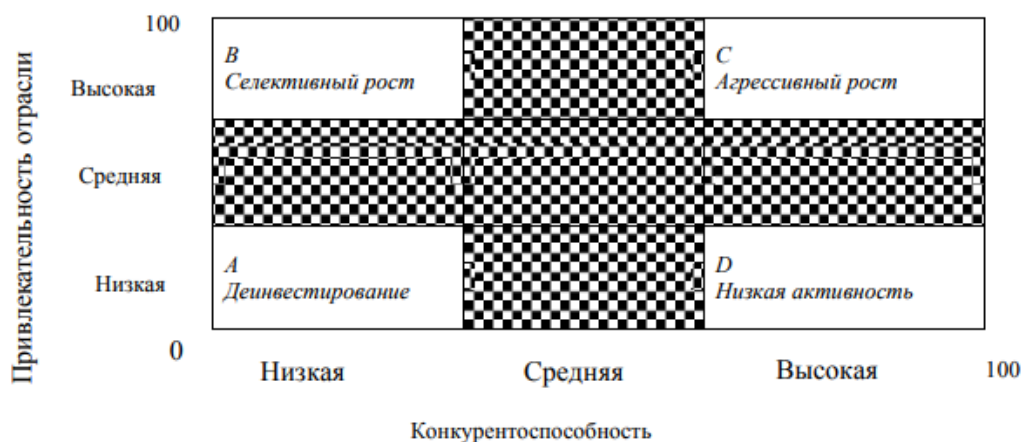 Привлекательность отрасли
100
Высокая
Средняя
Низкая
0
B
Селективный рост
C
Агрессивный рост
A
Деинвестирование
D
Низкая активность
Низкая
Средняя
Высокая
100
Конкурентоспособность